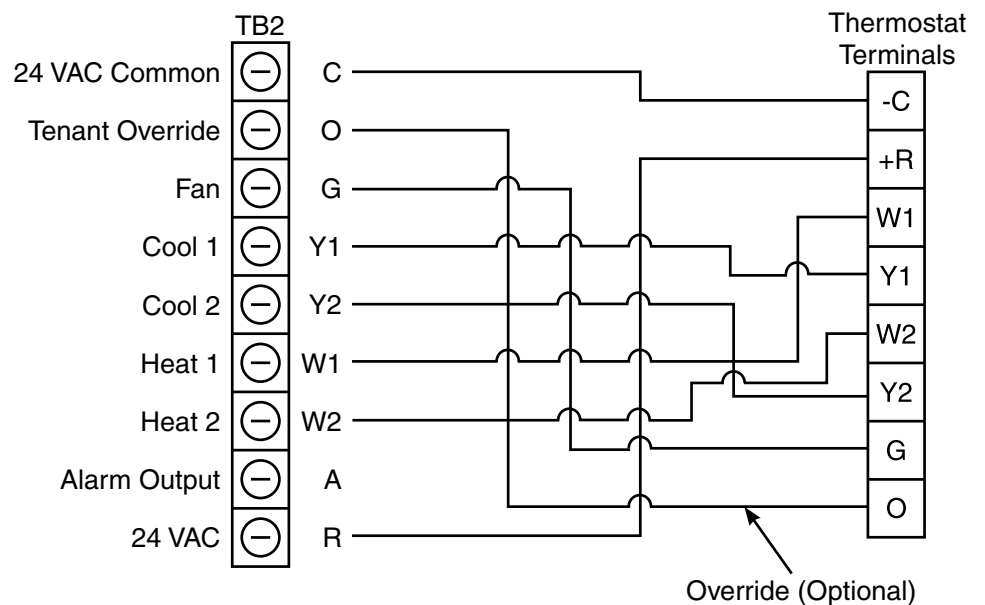 TB2
Thermostat
Terminals
24 VAC Common C
Tenant Override O
Fan G
Cool 1 Y1
Cool 2 Y2
Heat 1 W1
Heat 2 W2
Alarm Output A
24 VAC R
-C
+R
W1
Y1
W2
Y2
G
O
Override (Optional)